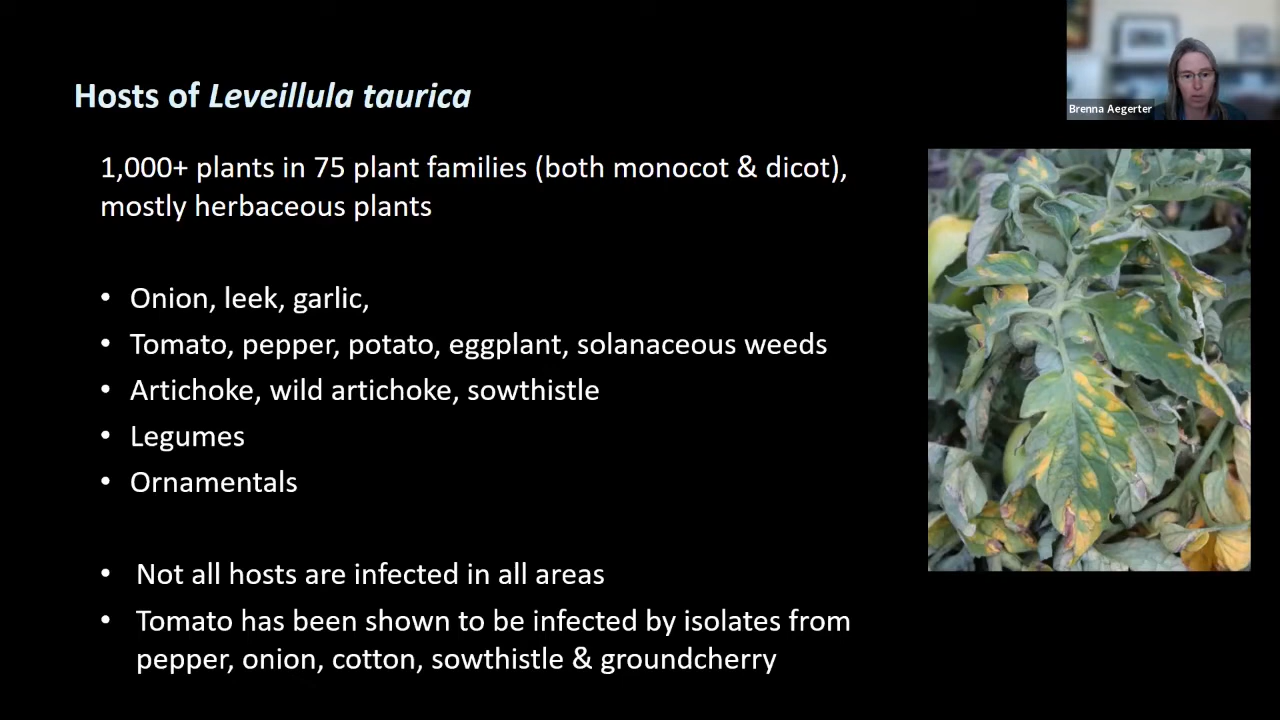 Brenna Aegerter
Hosts of Leveillula taurica
1,000+ plants in 75 plant families (both monocot & dicot),
mostly herbaceous plants
• Onion, leek, garlic,
• Tomato, pepper, potato, eggplant, solanaceous weeds
• Artichoke, wild artichoke, sowthistle
• Legumes
• Ornamentals
• Not all hosts are infected in all areas
• Tomato has been shown to be infected by isolates from
pepper, onion, cotton, sowthistle & groundcherry